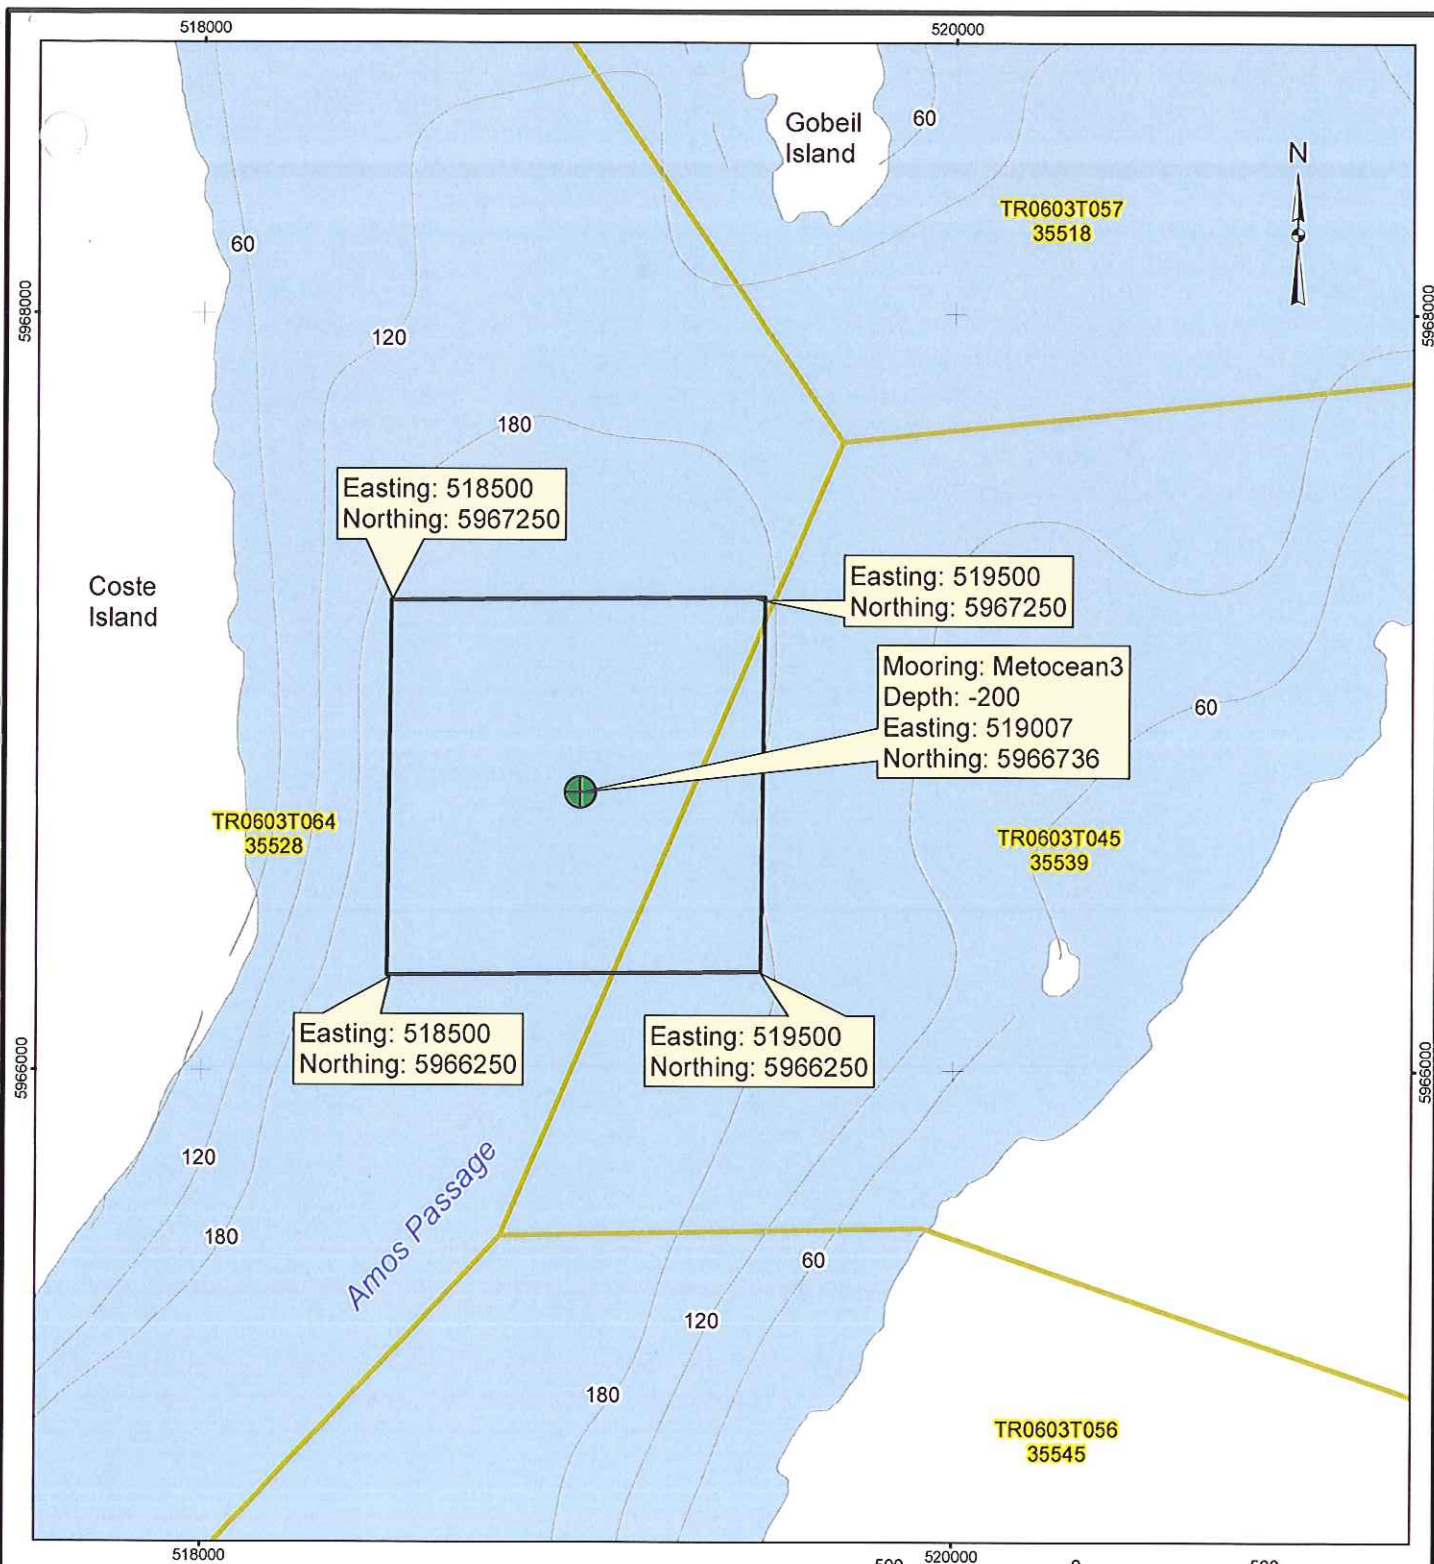 518000
520000
Gobeil
Island
60
N
TR0603T057
35518
60
5968000
5968000
120
180
Easting: 518500
Northing: 5967250
Coste
Island
Easting: 519500
Northing: 5967250
Mooring: Metocean3
Depth: -200
Easting: 519007
Northing: 5966736
60
TR0603T064
35528
TR0603T045
35539
Easting: 518500
Northing: 5966250
Easting: 519500
Northing: 5966250
5966000
5966000
120
Amos Passage
180
60
120
180
TR0603T056
35545
518000
520000